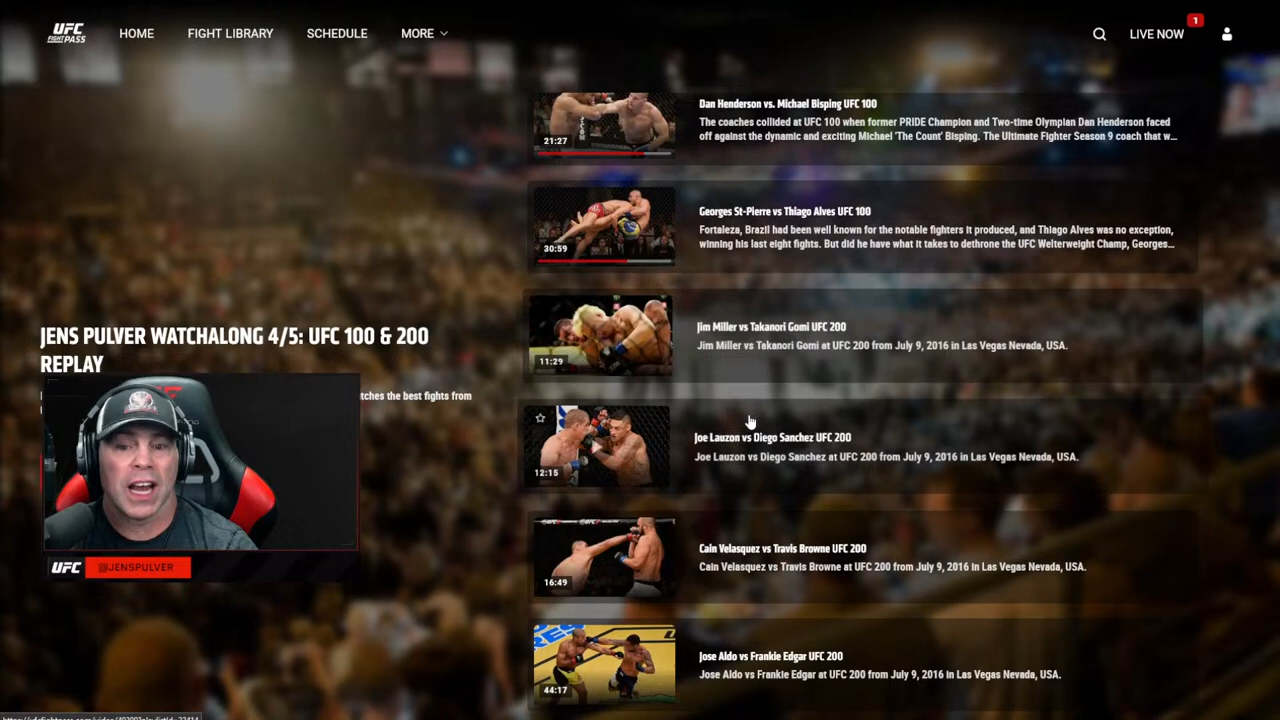 UFC
FIGHT PASS
HOME
FIGHT LIBRARY
SCHEDULE
MORE
LIVE NOW
1
JENS PULVER WATCHALONG 4/5: UFC 100 & 200
REPLAY
tches the best fights from
UFC
@JENSPULVER
21:27
Dan Henderson vs. Michael Bisping UFC 100
The coaches collided at UFC 100 when former PRIDE Champion and Two-time Olympian Dan Henderson faced
off against the dynamic and exciting Michael 'The Count' Bisping. The Ultimate Fighter Season 9 coach that w...
30:59
Georges St-Pierre vs Thiago Alves UFC 100
Fortaleza, Brazil had been well known for the notable fighters it produced, and Thiago Alves was no exception,
winning his last eight fights. But did he have what it takes to dethrone the UFC Welterweight Champ, Georges...
11:29
Jim Miller vs Takanori Gomi UFC 200
Jim Miller vs Takanori Gomi at UFC 200 from July 9, 2016 in Las Vegas Nevada, USA.
12:15
Joe Lauzon vs Diego Sanchez UFC 200
Joe Lauzon vs Diego Sanchez at UFC 200 from July 9, 2016 in Las Vegas Nevada, USA.
16:49
Cain Velasquez vs Travis Browne UFC 200
Cain Velasquez vs Travis Browne at UFC 200 from July 9, 2016 in Las Vegas Nevada, USA.
44:17
Jose Aldo vs Frankie Edgar UFC 200
Jose Aldo vs Frankie Edgar at UFC 200 from July 9, 2016 in Las Vegas Nevada, USA.